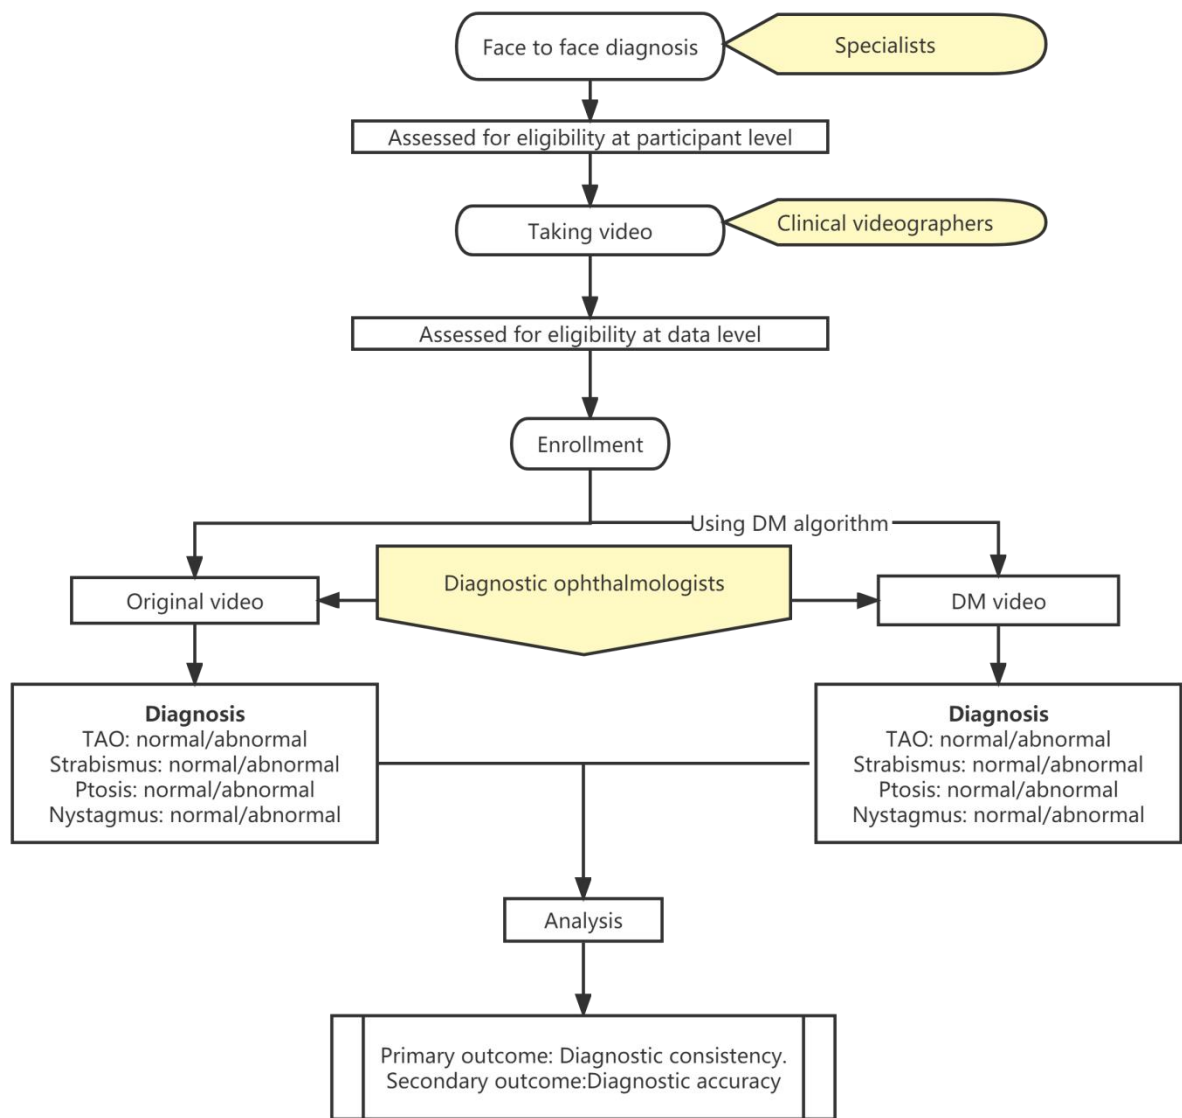 Face to face diagnosis
Specialists
Assessed for eligibility at participant level
Taking video
Clinical videographers
Assessed for eligibility at data level
Enrollment
Using DM algorithm
Original video
Diagnostic ophthalmologists
DM video
Diagnosis
TAO: normal/abnormal
Strabismus: normal/abnormal
Ptosis: normal/abnormal
Nystagmus: normal/abnormal
Diagnosis
TAO: normal/abnormal
Strabismus: normal/abnormal
Ptosis: normal/abnormal
Nystagmus: normal/abnormal
Analysis
Primary outcome: Diagnostic consistency.
Secondary outcome:Diagnostic accuracy